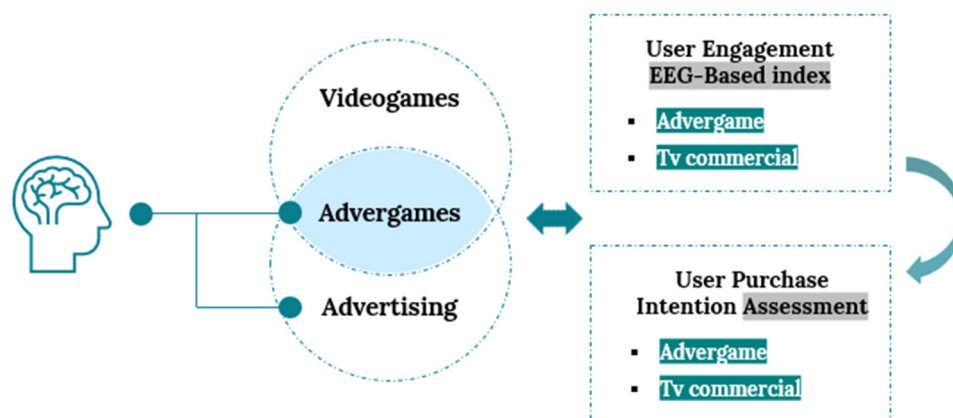 Videogames
Advergames
Advertising
User Engagement
EEG-Based index
▪ Advergame
▪ Tv commercial
User Purchase
Intention Assessment
▪ Advergame
▪ Tv commercial